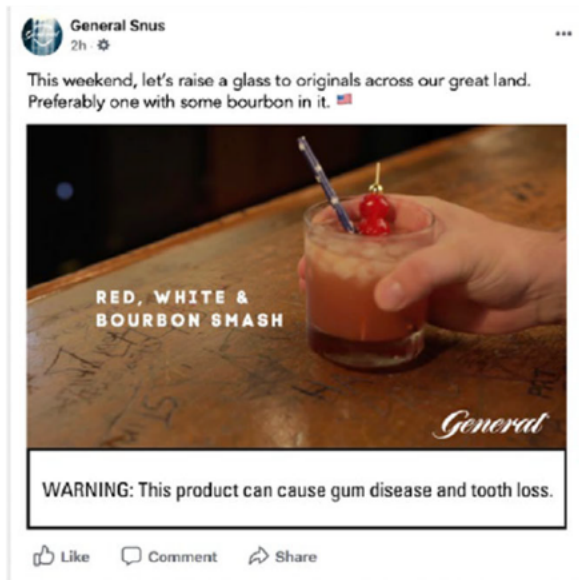 General Snus
2h
This weekend, let's raise a glass to originals across our great land.
Preferably one with some bourbon in it. 🇺🇸
RED, WHITE &
BOURBON SMASH
General
WARNING: This product can cause gum disease and tooth loss.
Like Comment Share